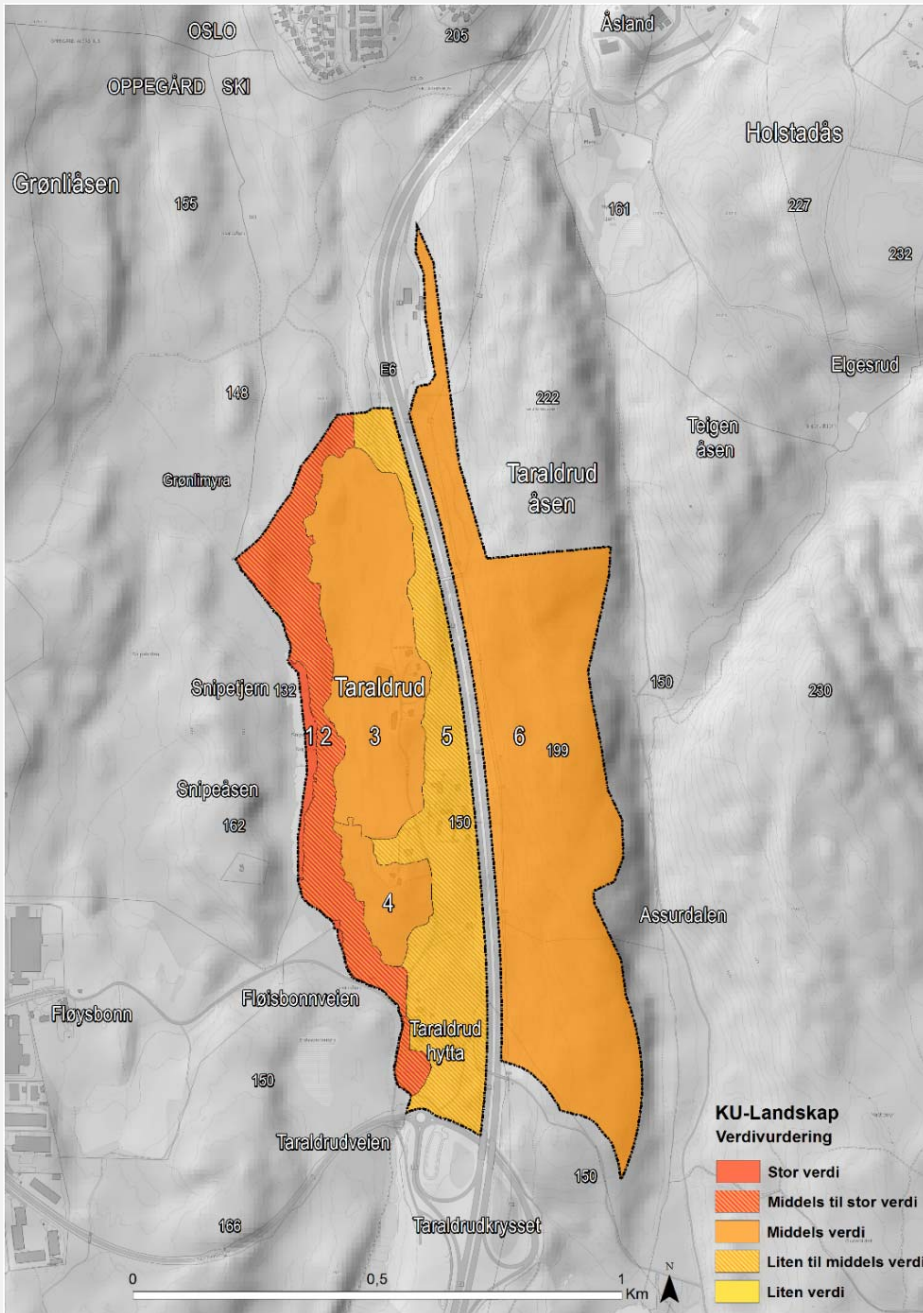 OSLO
205
Åsland
OPPEGÅRD SKI
Holstadås
Grønliåsen
155
161
227
232
E6
Elgesrud
148
222
Teigen
åsen
Grønlimyra
Taraldrud
åsen
Snipetjern 132
Taraldrud
150
230
1 2 3 5 6
199
Snipeåsen
162
150
4
Assurdalen
Fløisbonnveien
Fløysbonn
Taraldrud
hytta
150
Taraldrudveien
150
166
Taraldrudkrysset
KU-Landskap
Verdivurdering
Stor verdi
Middels til stor verdi
Middels verdi
Liten til middels verdi
Liten verdi
0 0,5 1
Km
N